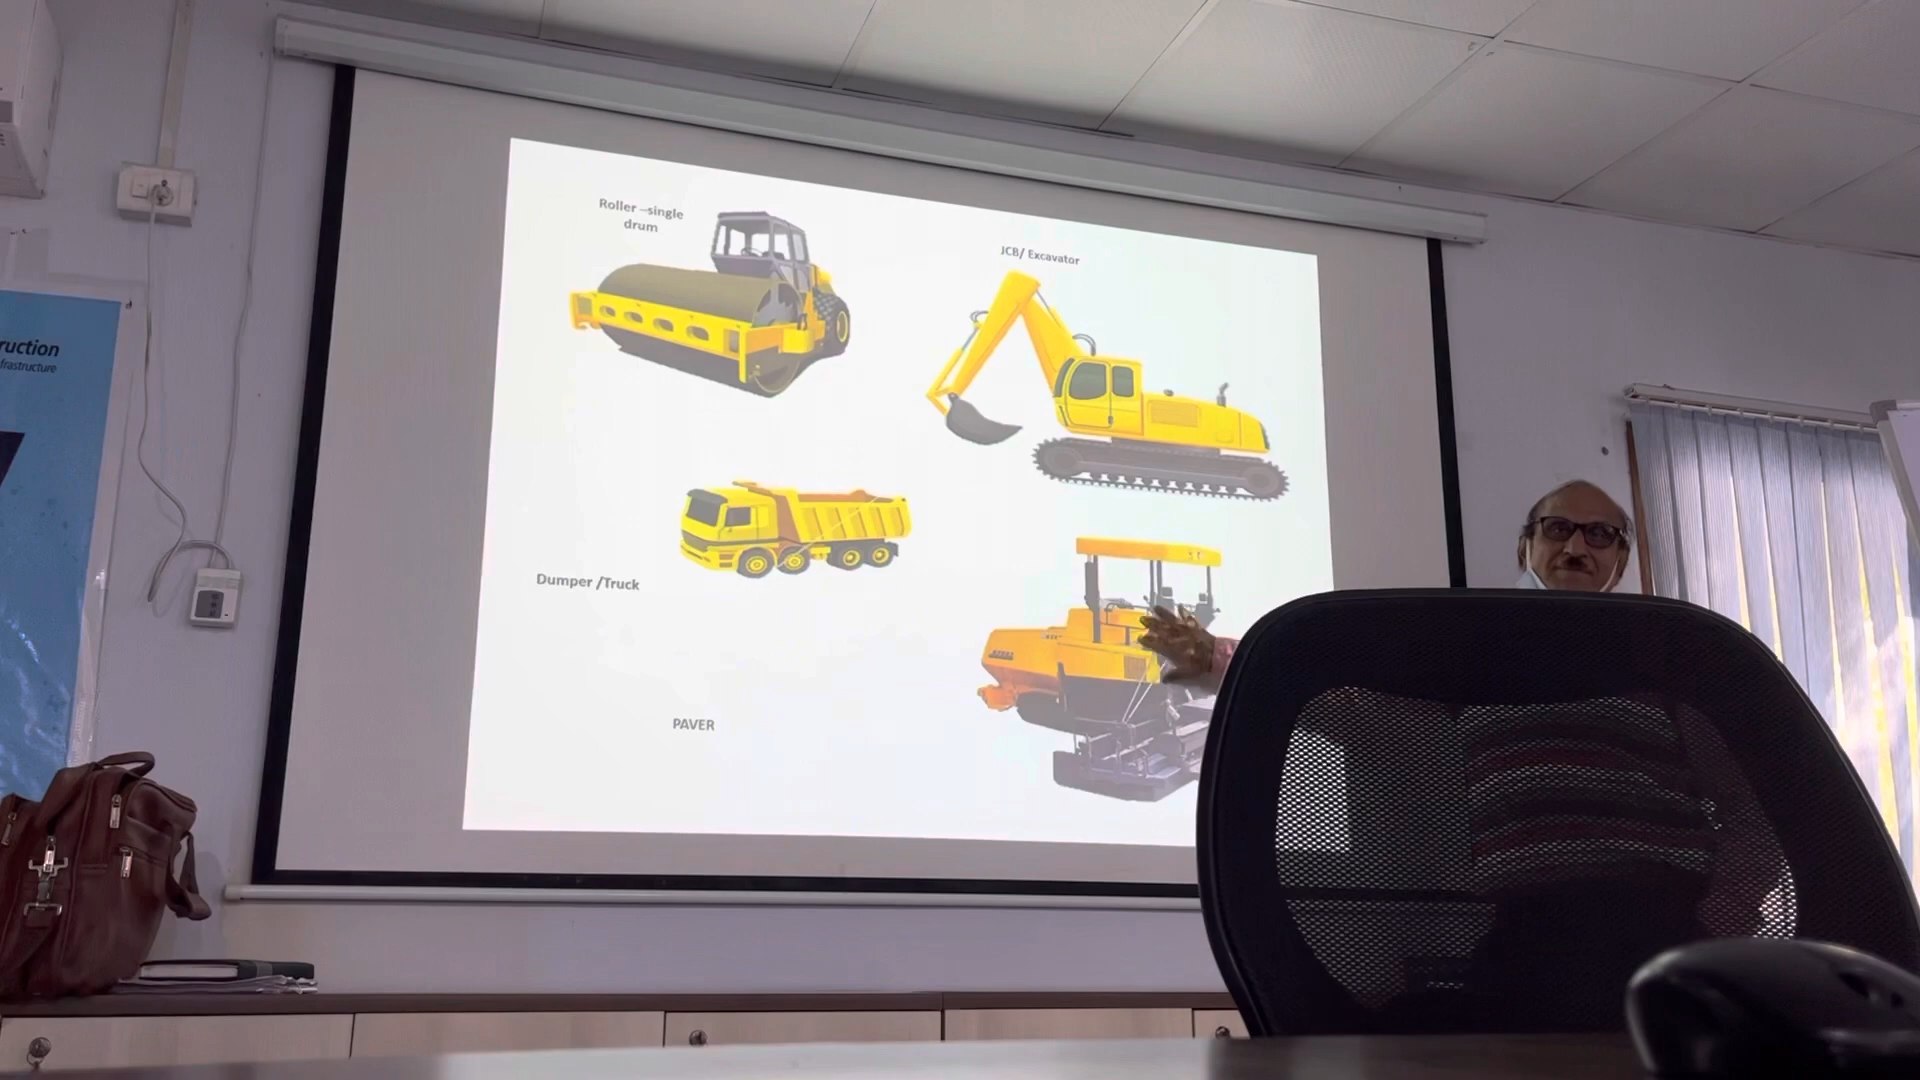 ruction
frastructure
Roller –single
drum
JCB/ Excavator
Dumper /Truck
PAVER